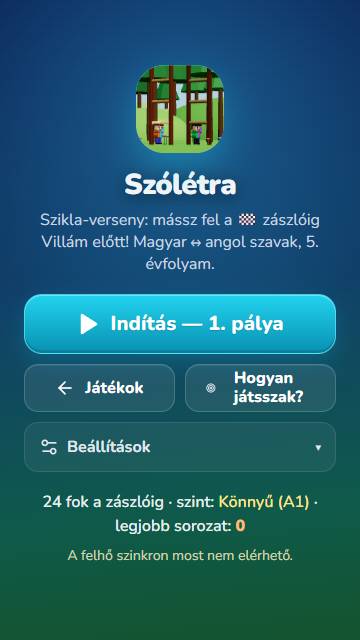 Szólétra
Szikla-verseny: mássz fel a 🏁 zászlóig
Villám előtt! Magyar ↔ angol szavak, 5.
évfolyam.
Indítás — 1. pálya
Játékok
Hogyan
játsszak?
Beállítások
24 fok a zászlóig · szint: Könnyű (A1) ·
legjobb sorozat: 0
A felhő szinkron most nem elérhető.